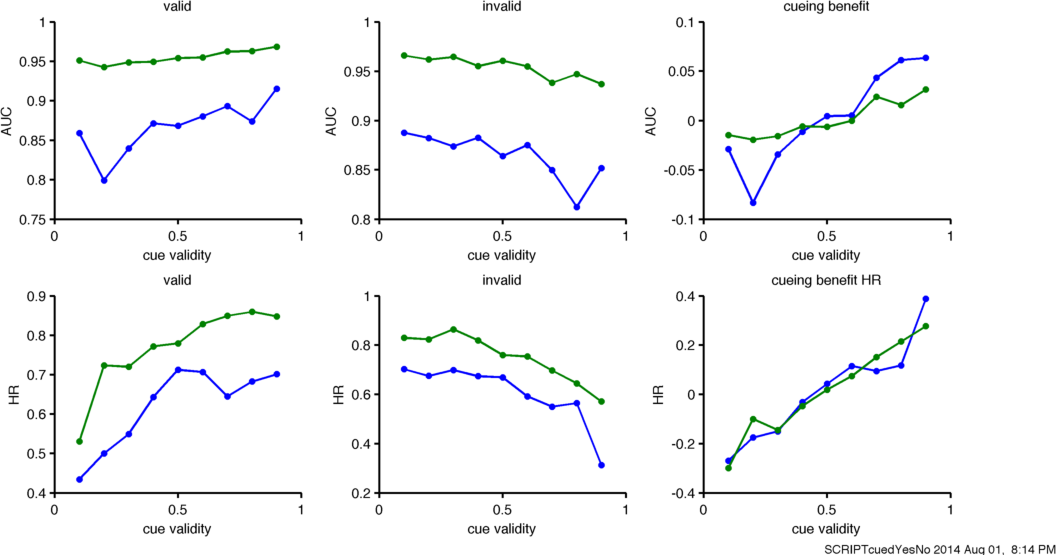 valid
1
0.95
0.9
0.85
0.8
0.75
AUC
0
0.5
1
cue validity
invalid
1
0.95
0.9
0.85
0.8
AUC
0
0.5
1
cue validity
cueing benefit
0.1
0.05
0
-0.05
-0.1
AUC
0
0.5
1
cue validity
valid
0.9
0.8
0.7
0.6
0.5
0.4
HR
0
0.5
1
cue validity
invalid
1
0.8
0.6
0.4
0.2
HR
0
0.5
1
cue validity
cueing benefit HR
0.4
0.2
0
-0.2
-0.4
HR
0
0.5
1
cue validity
SCRIPTcuedYesNo 2014 Aug 01, 8:14 PM